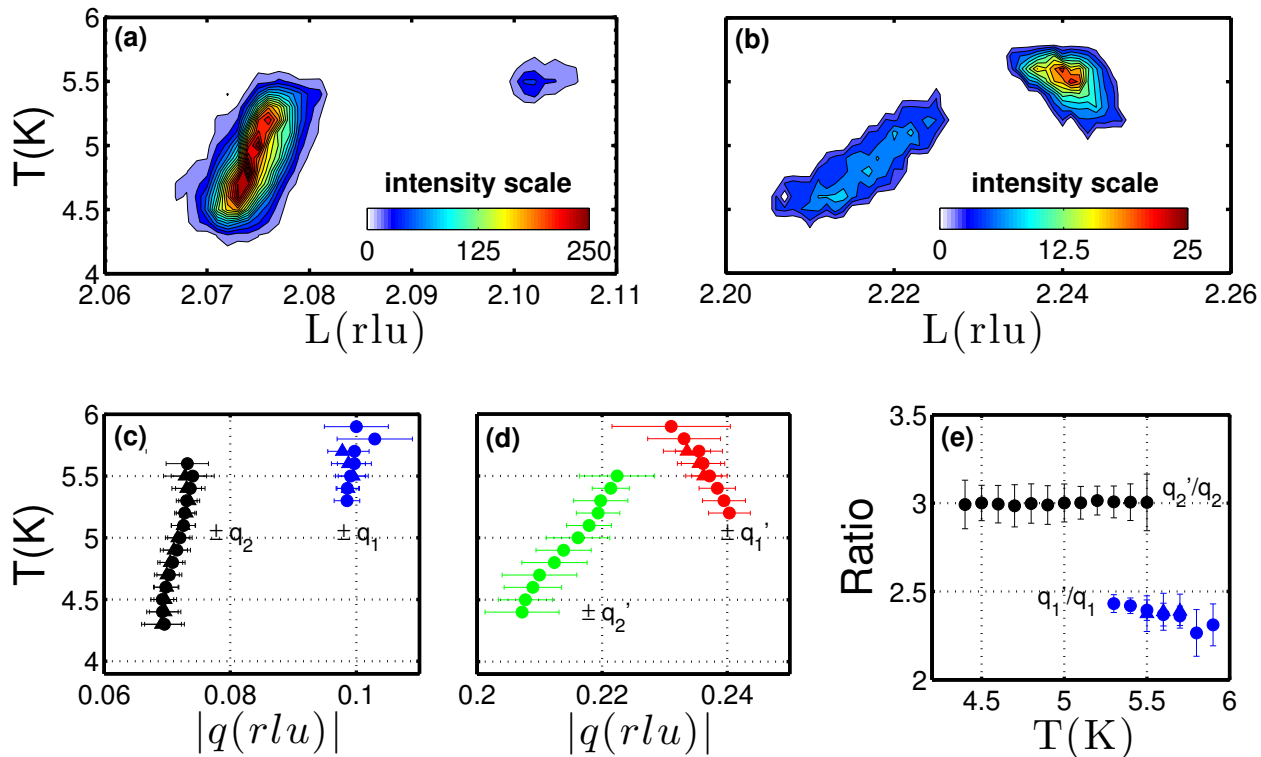 (a)
(b)
T(K)
6
5.5
5
4.5
4
intensity scale
0 125 250
intensity scale
0 12.5 25
2.06 2.07 2.08 2.09 2.10 2.11
2.20 2.22 2.24 2.26
L(rlu)
L(rlu)
(c)
(d)
(e)
T(K)
6
5.5
5
4.5
4
± q₂
± q₁
± q₂'
± q₁'
0.06 0.08 0.1
0.2 0.22 0.24
|q(rlu)|
|q(rlu)|
Ratio
3.5
3
2.5
2
q₂'/q₂
q₁'/q₁
4.5 5 5.5 6
T(K)